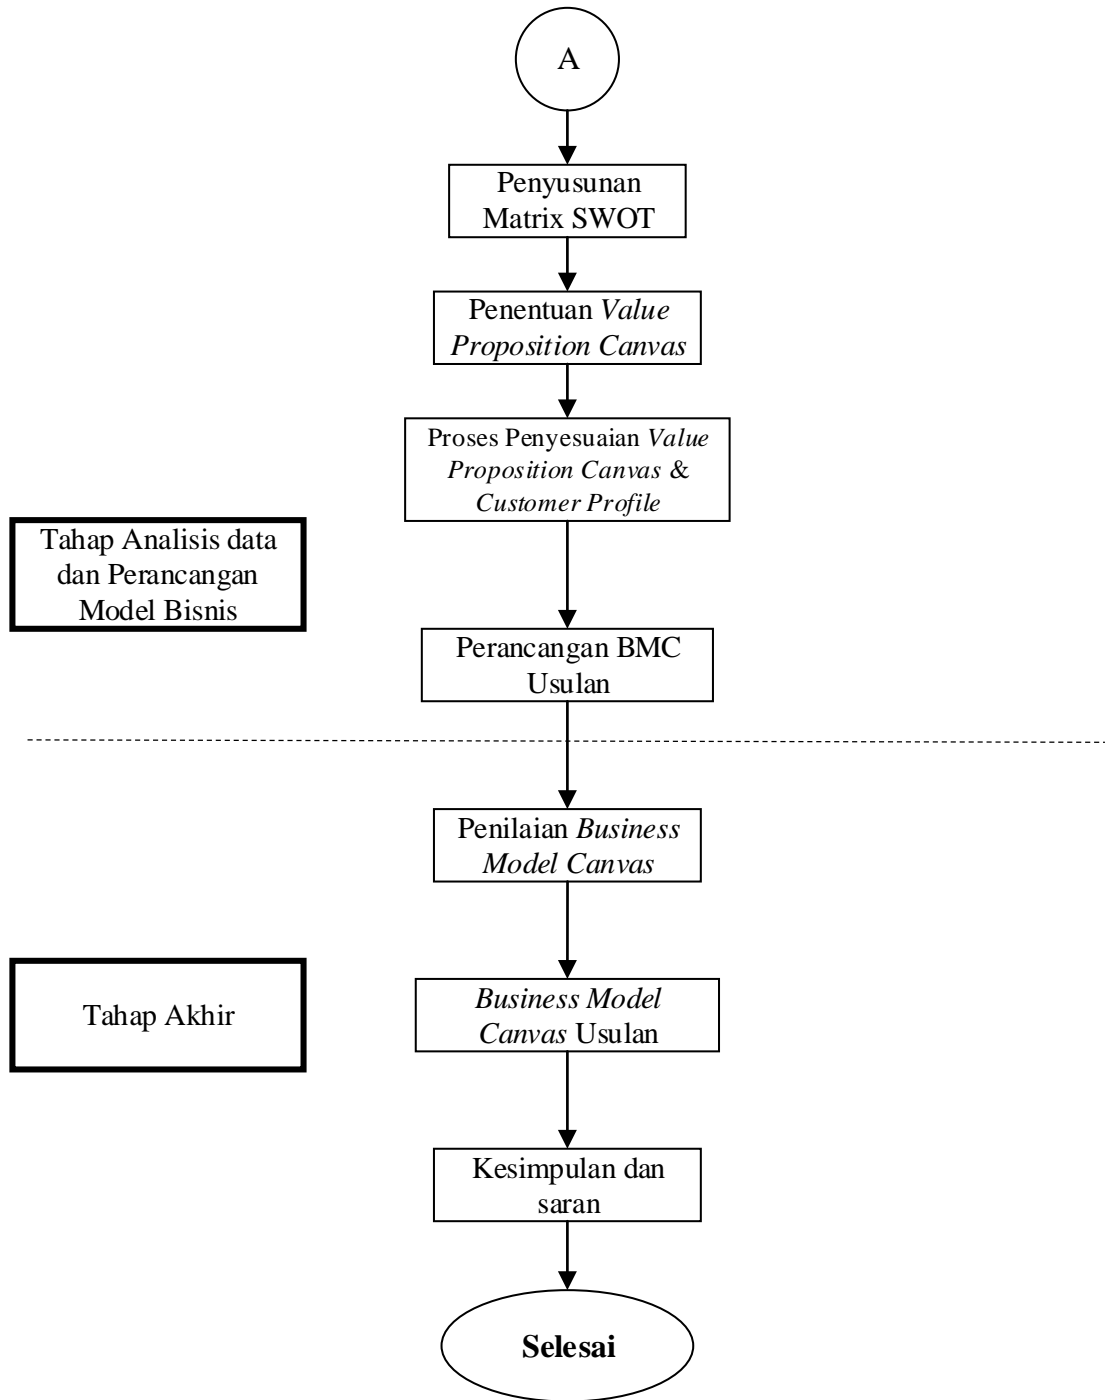 A
Penyusunan
Matrix SWOT
Penentuan Value
Proposition Canvas
Proses Penyesuaian Value
Proposition Canvas &
Customer Profile
Tahap Analisis data
dan Perancangan
Model Bisnis
Perancangan BMC
Usulan
Penilaian Business
Model Canvas
Tahap Akhir
Business Model
Canvas Usulan
Kesimpulan dan
saran
Selesai